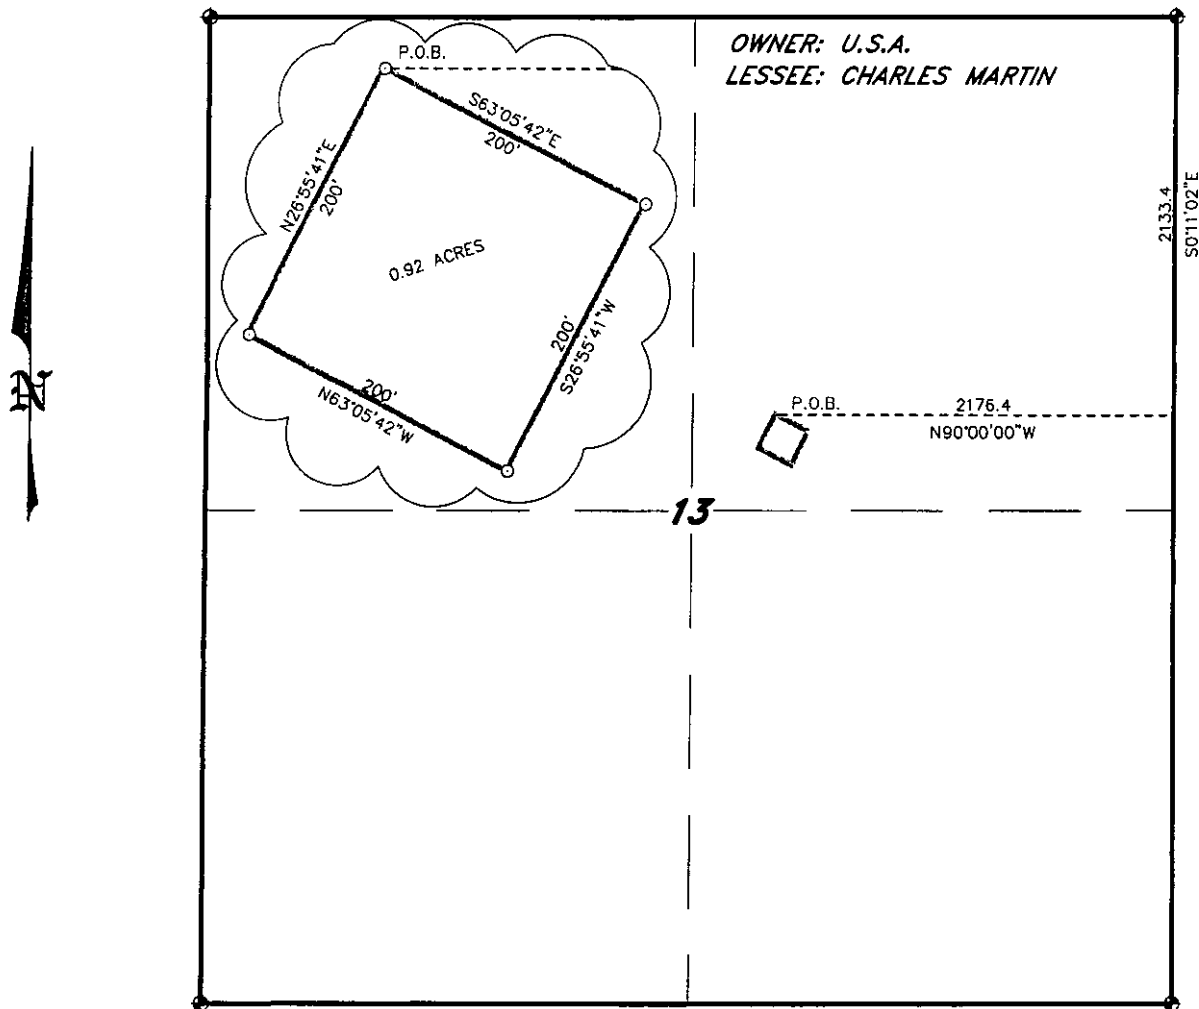 OWNER: U.S.A.
LESSEE: CHARLES MARTIN
P.O.B.
S63°05'42"E
200'
N26°55'41"E
200'
0.92 ACRES
200'
S26°55'41"W
200'
N63°05'42"W
2133.4
S0°11'02"E
P.O.B.
2176.4
N90°00'00"W
13
N